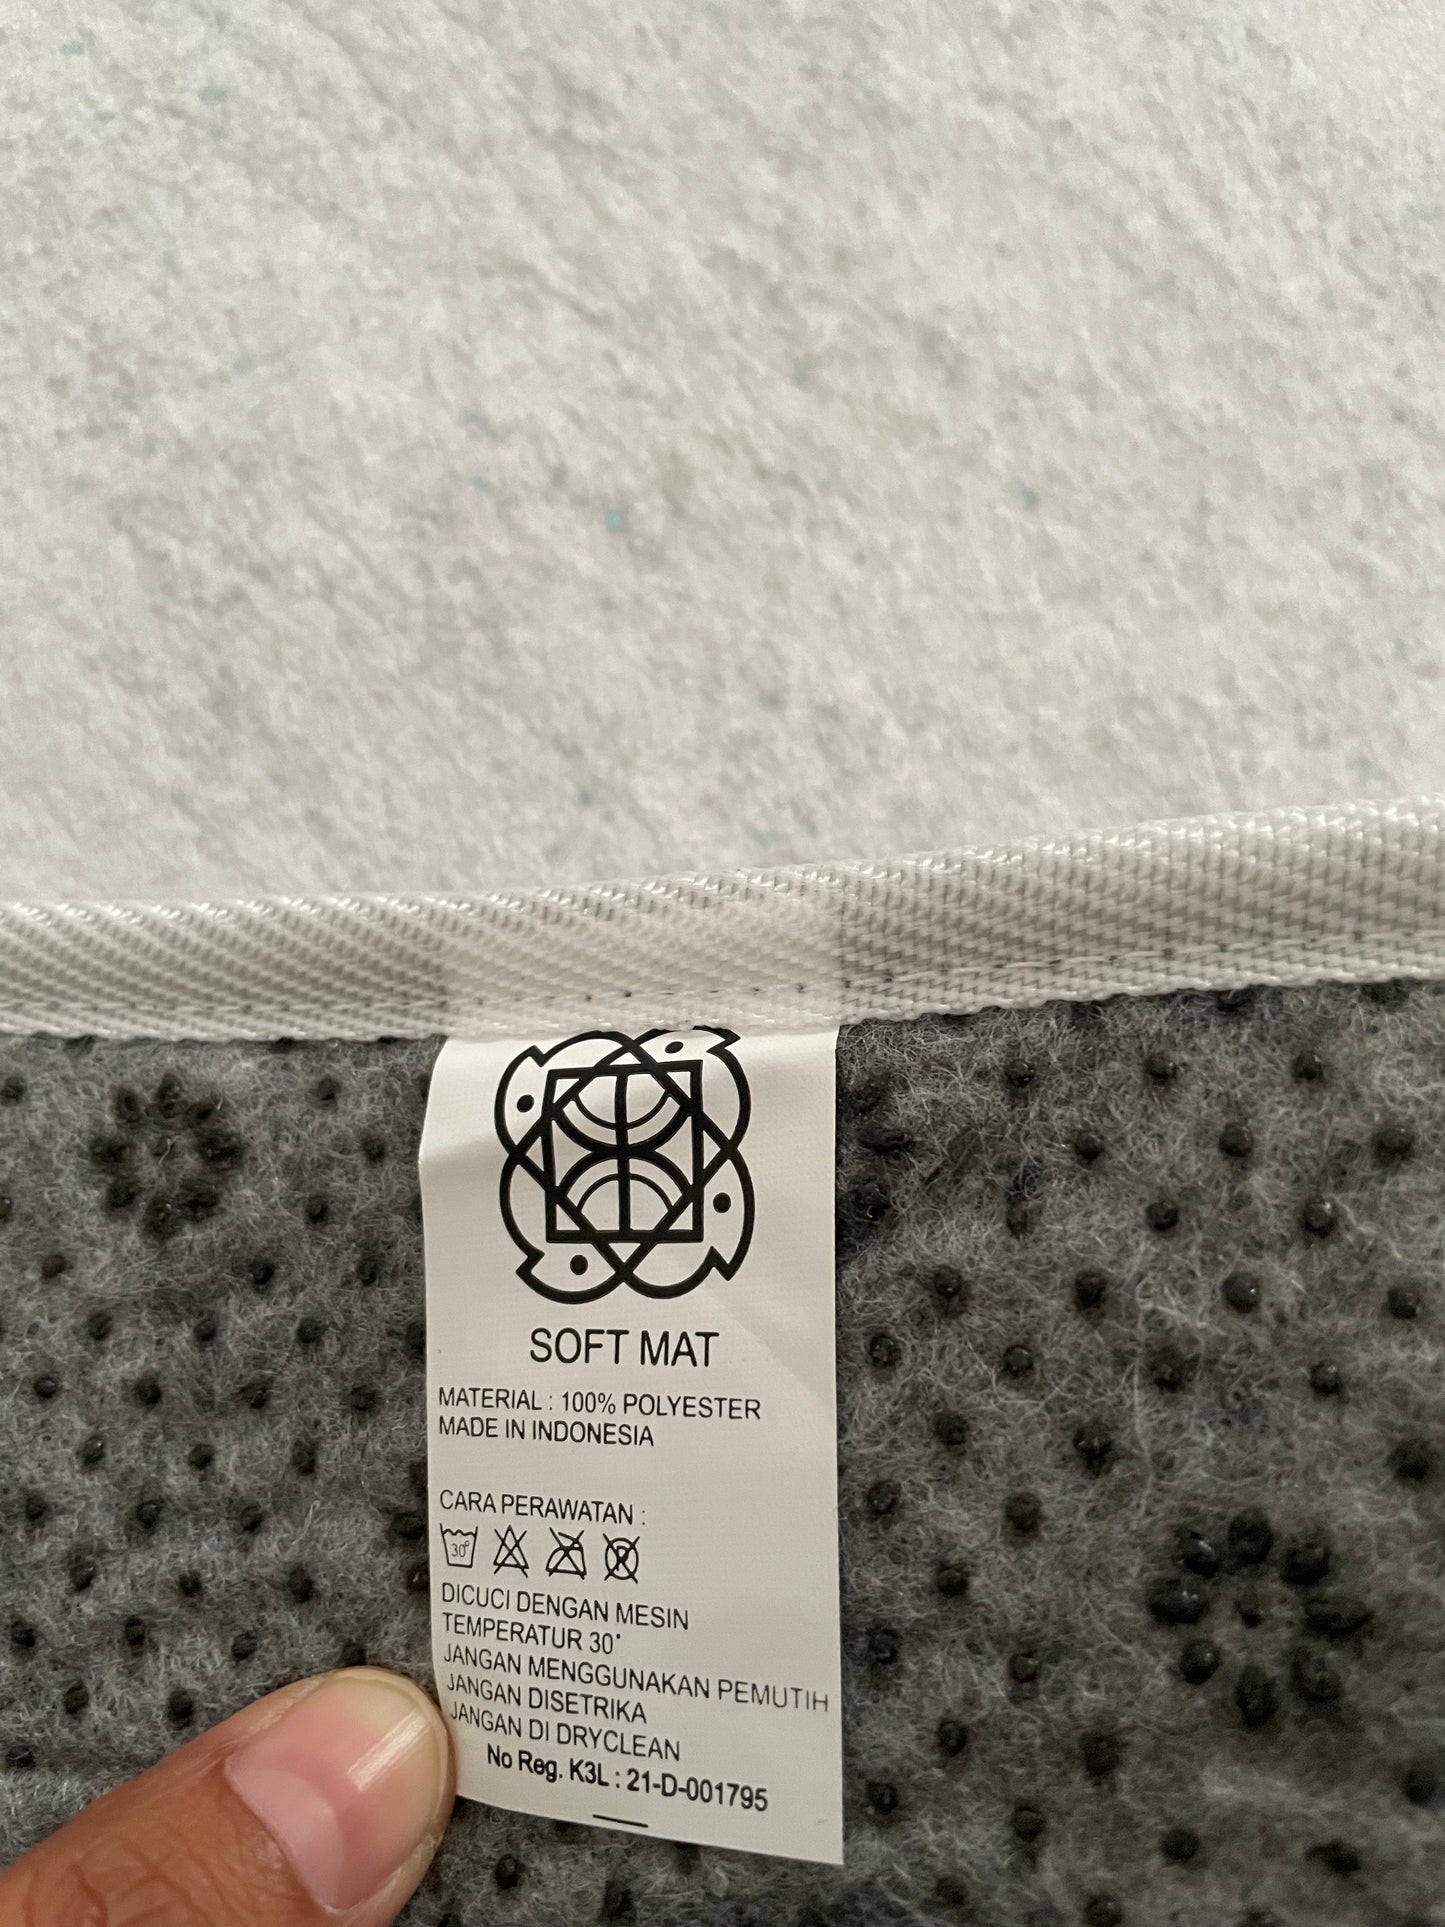 SOFT MAT
MATERIAL : 100% POLYESTER
MADE IN INDONESIA
CARA PERAWATAN :
30°
DICUCI DENGAN MESIN
TEMPERATUR 30°
JANGAN MENGGUNAKAN PEMUTIH
JANGAN DISETRIKA
JANGAN DI DRYCLEAN
No Reg. K3L : 21-D-001795